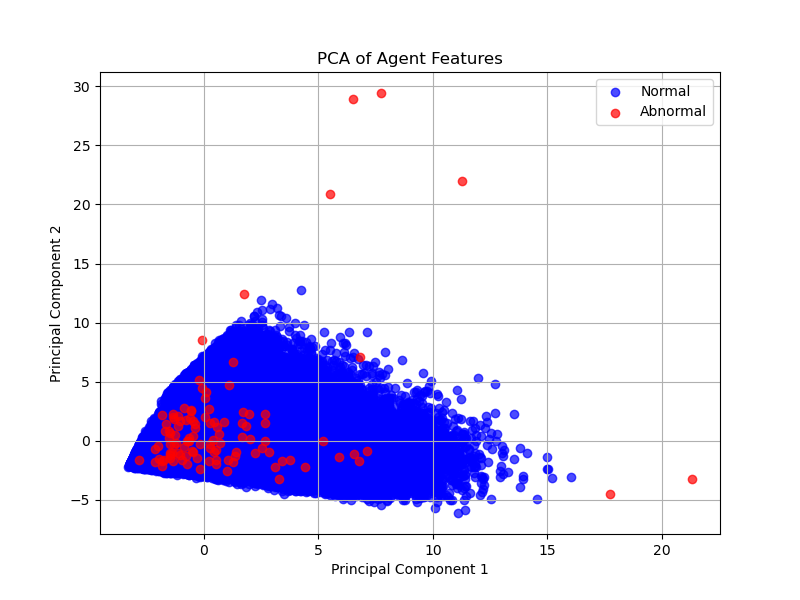 PCA of Agent Features
Normal
Abnormal
30
25
20
15
10
5
0
−5
Principal Component 2
0
5
10
15
20
Principal Component 1